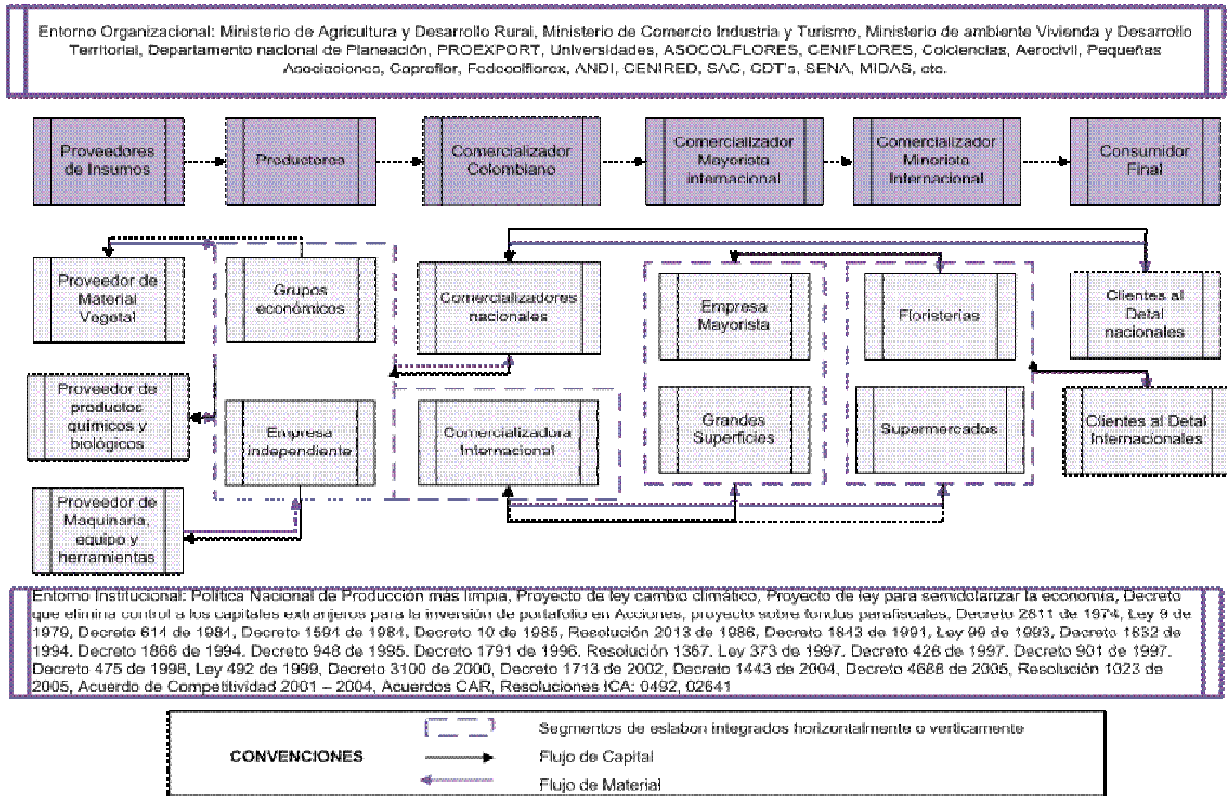 Entorno Organizacional: Ministerio de Agricultura y Desarrollo Rural, Ministerio de Comercio Industria y Turismo, Ministerio de ambiente Vivienda y Desarrollo
Territorial, Departamento nacional de Planeación, PROEXPORT, Universidades, ASOCOLFLORES, CENIFLORES, Colciencias, Aerocivil, Pequeñas
Asociaciones, Caproflor, Fedecolflorex, ANDI, CENIRED, SAC, CDT's, SENA, MIDAS, etc.
Proveedores
de Insumos
Productores
Comercializador
Colombiano
Comercializador
Mayorista
internacional
Comercializador
Minorista
Internacional
Consumidor
Final
Proveedor de
Material
Vegetal
Grupos
económicos
Comercializadores
nacionales
Empresa
Mayorista
Floristerías
Clientes al
Detal
nacionales
Proveedor de
productos
químicos y
biológicos
Empresa
independiente
Comercializadora
Internacional
Grandes
Superficies
Supermercados
Clientes al Detal
Internacionales
Proveedor de
Maquinaria,
equipo y
herramientas
Entorno Institucional: Política Nacional de Producción más limpia, Proyecto de ley cambio climático, Proyecto de ley para semidolarizar la economía, Decreto
que elimina control a los capitales extranjeros para la inversión de portafolio en Acciones, proyecto sobre fondos parafiscales, Decreto 2811 de 1974, Ley 9 de
1979, Decreto 614 de 1984, Decreto 1594 de 1984, Decreto 10 de 1985, Resolución 2013 de 1986, Decreto 1843 de 1991, Ley 99 de 1993, Decreto de
1994. Decreto 1866 de 1994. Decreto 948 de 1995. Decreto 1791 de 1996. Resolución Ley 373 de 1997. Decreto de 1997. Decreto 901 de 1997.
Decreto 475 de 1998, Ley 492 de 1999, Decreto 3100 de 2000, Decreto 1713 de 2002, Decreto 1443 de 2004, Decreto de 2005, Resolución 1023 de
2005, Acuerdo de Competitividad 2001 – 2004, Acuerdos CAR, Resoluciones ICA: 0492, 02641
CONVENCIONES
Segmentos de eslabon integrados horizontalmente o verticamente
Flujo de Capital
Flujo de Material